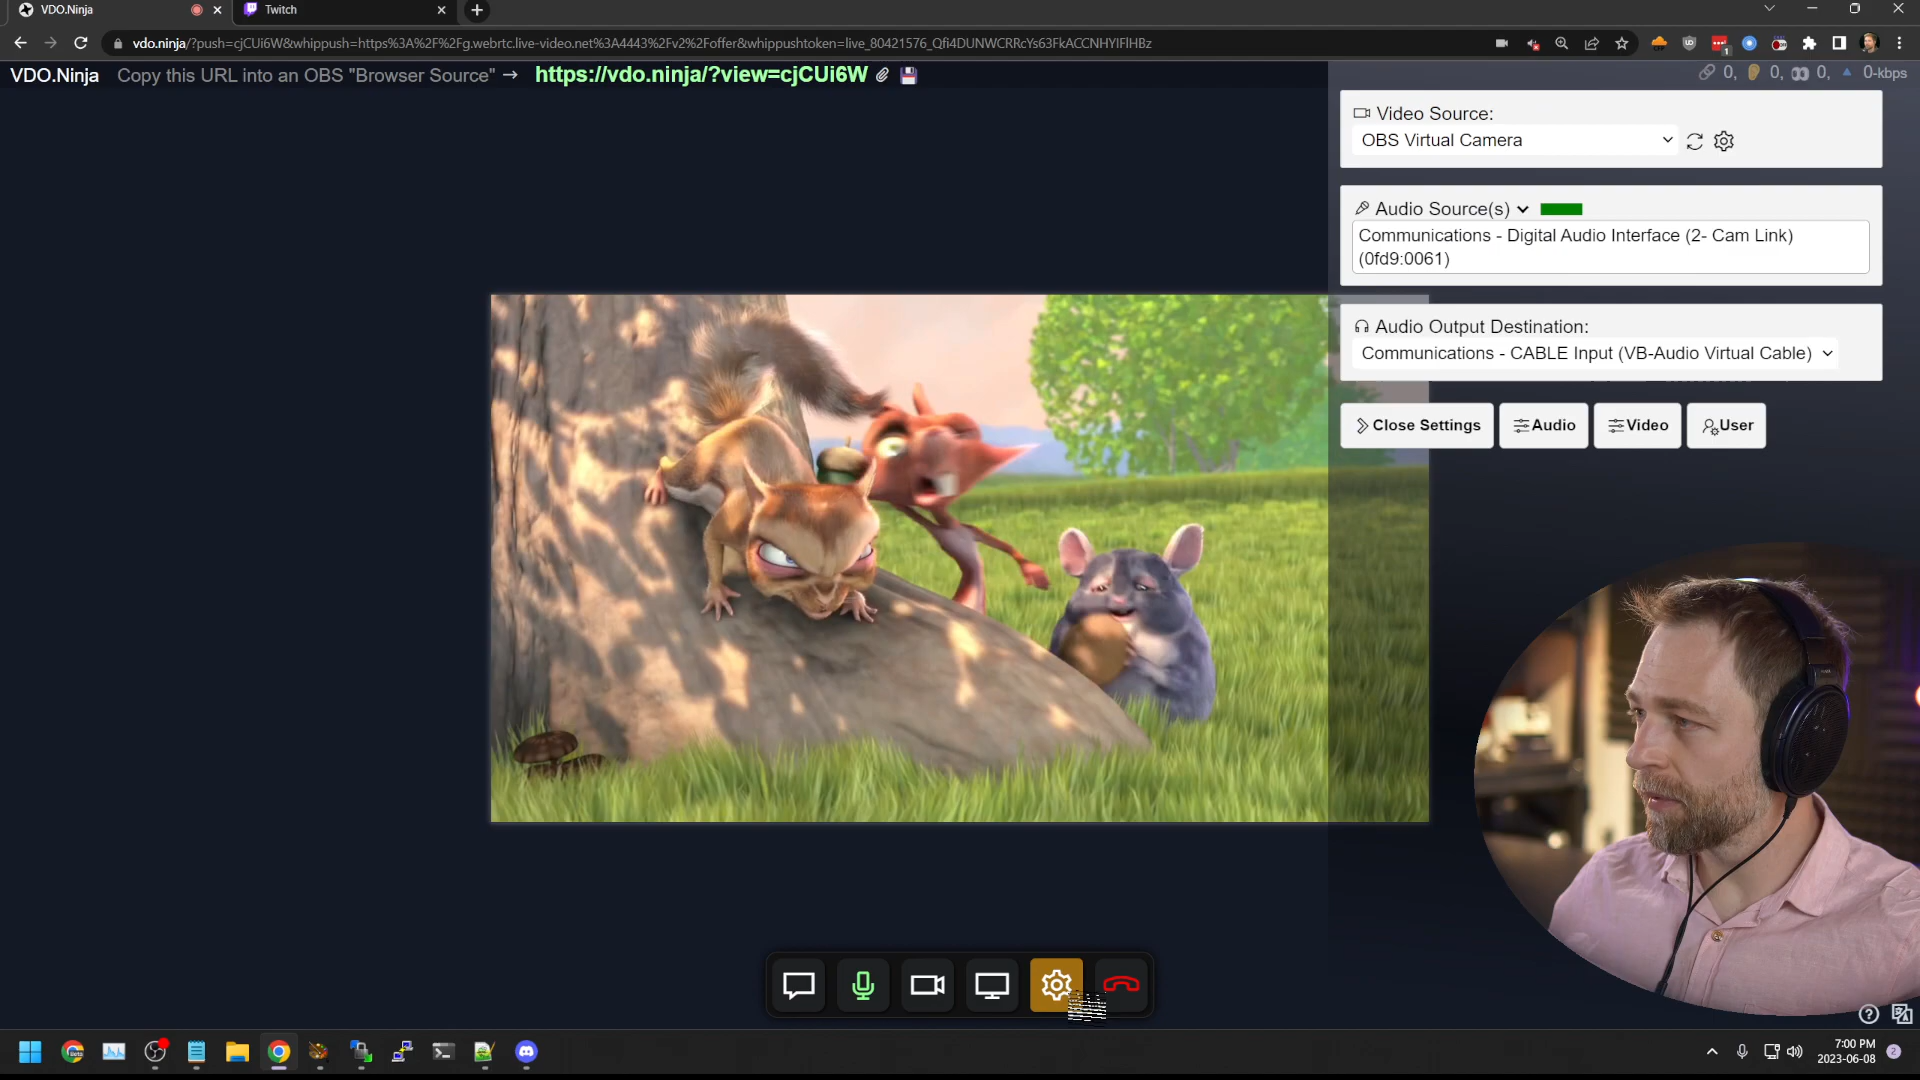 VDO.Ninja
Twitch
vdo.ninja/?push=cjCUi6W&whippush=https%3A%2F%2Fg.webrtc.live-video.net%3A4443%2Fv2%2Foffer&whippushtoken=live_80421576_Qfi4DUNWCRRcYs63FkACCNHYIFlHBz
VDO.Ninja Copy this URL into an OBS "Browser Source" → https://vdo.ninja/?view=cjCUi6W
0, 0, 0, 0-kbps
Video Source:
OBS Virtual Camera
Audio Source(s)
Communications - Digital Audio Interface (2- Cam Link)
(0fd9:0061)
Audio Output Destination:
Communications - CABLE Input (VB-Audio Virtual Cable)
Close Settings Audio Video User
7:00 PM
2023-06-08
2